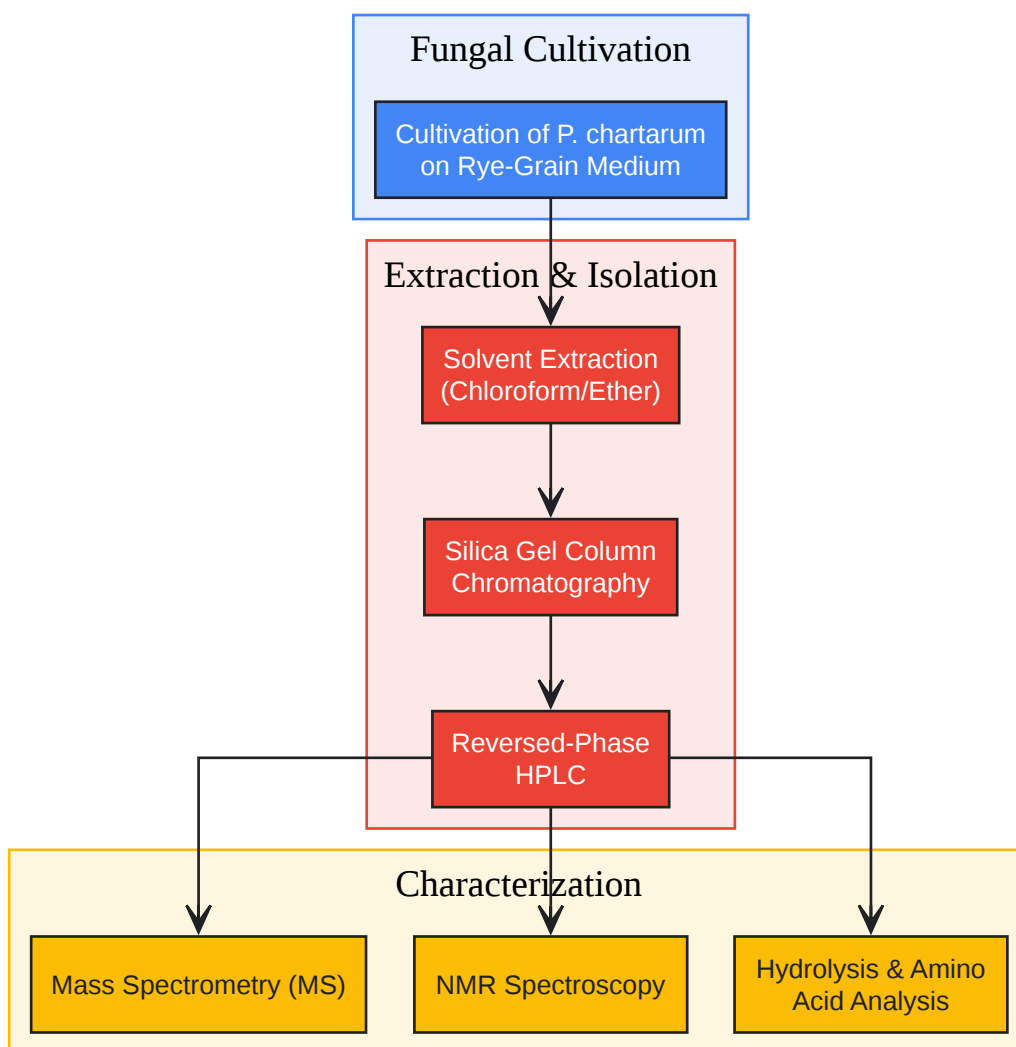 Fungal Cultivation
Cultivation of P. chartarum
on Rye-Grain Medium
Extraction & Isolation
Solvent Extraction
(Chloroform/Ether)
Silica Gel Column
Chromatography
Reversed-Phase
HPLC
Characterization
Mass Spectrometry (MS)
NMR Spectroscopy
Hydrolysis & Amino
Acid Analysis